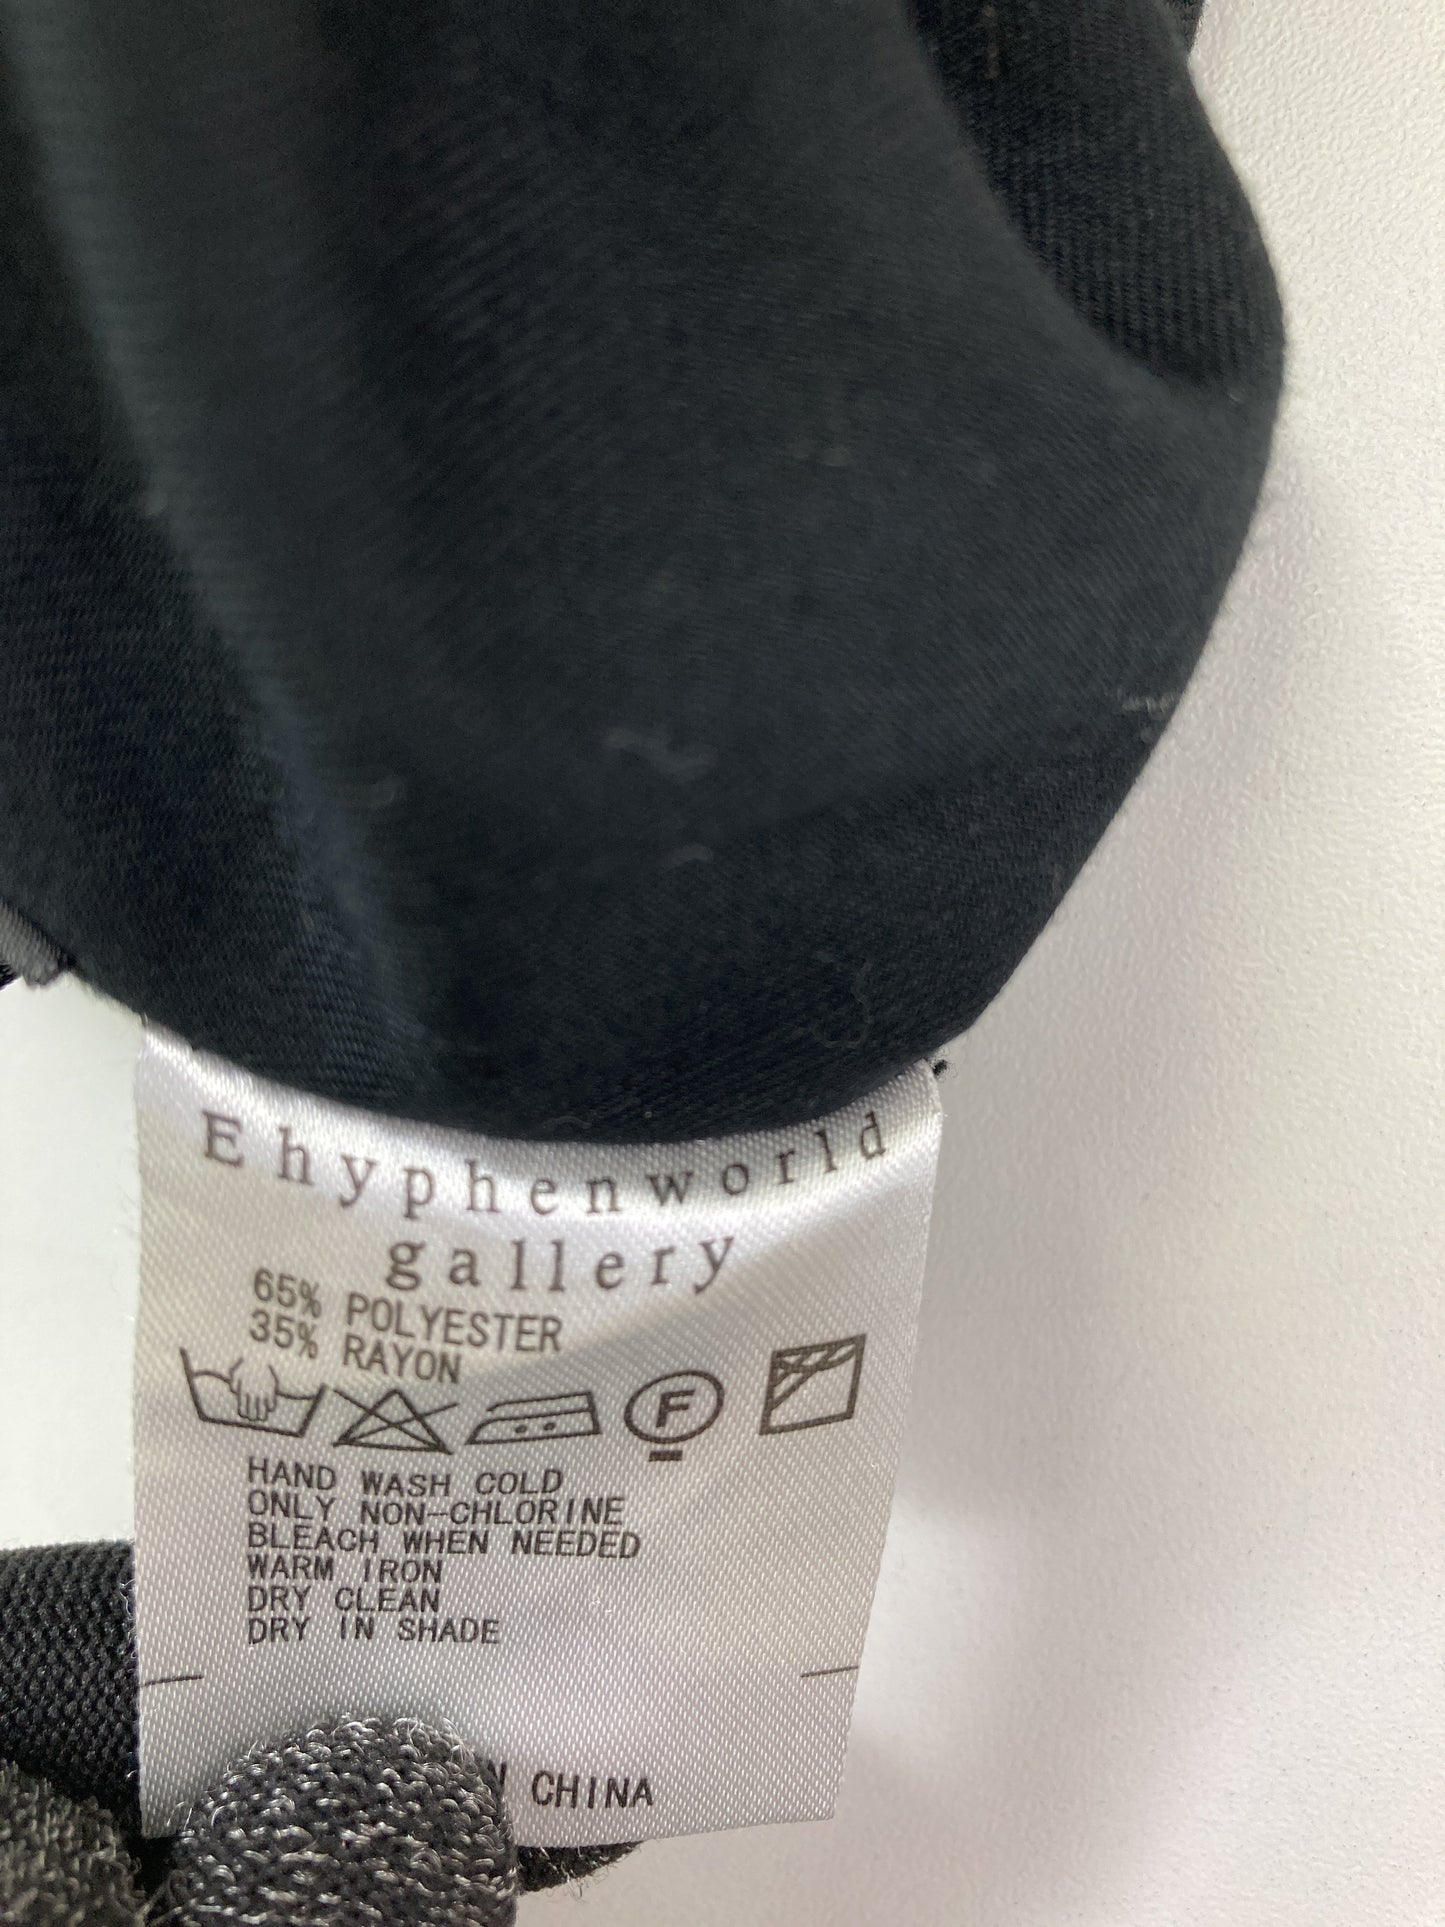 Ehyphenworld
gallery
65% POLYESTER
35% RAYON
F
HAND WASH COLD
ONLY NON-CHLORINE
BLEACH WHEN NEEDED
WARM IRON
DRY CLEAN
DRY IN SHADE
CHINA